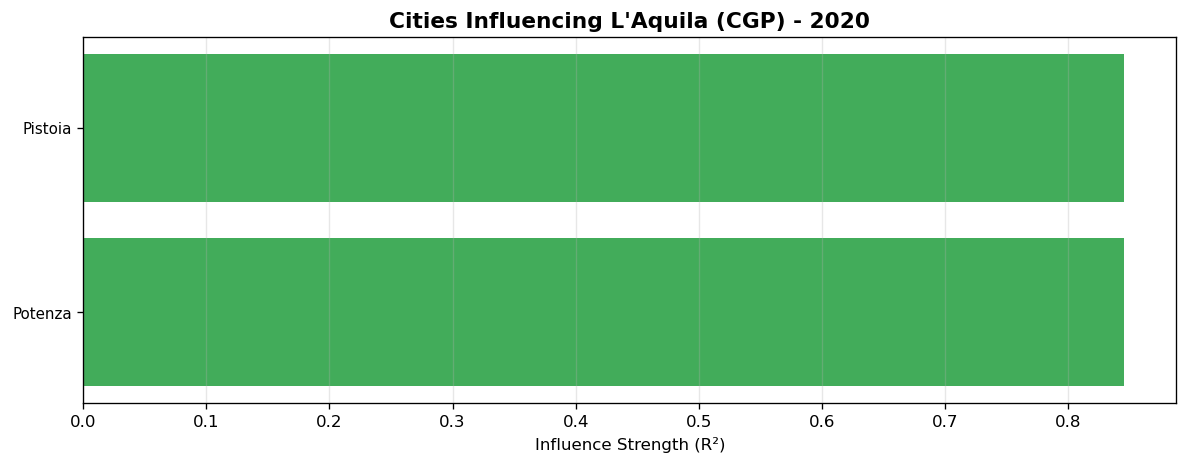 Cities Influencing L'Aquila (CGP) - 2020
Pistoia
Potenza
0.0 0.1 0.2 0.3 0.4 0.5 0.6 0.7 0.8
Influence Strength (R²)